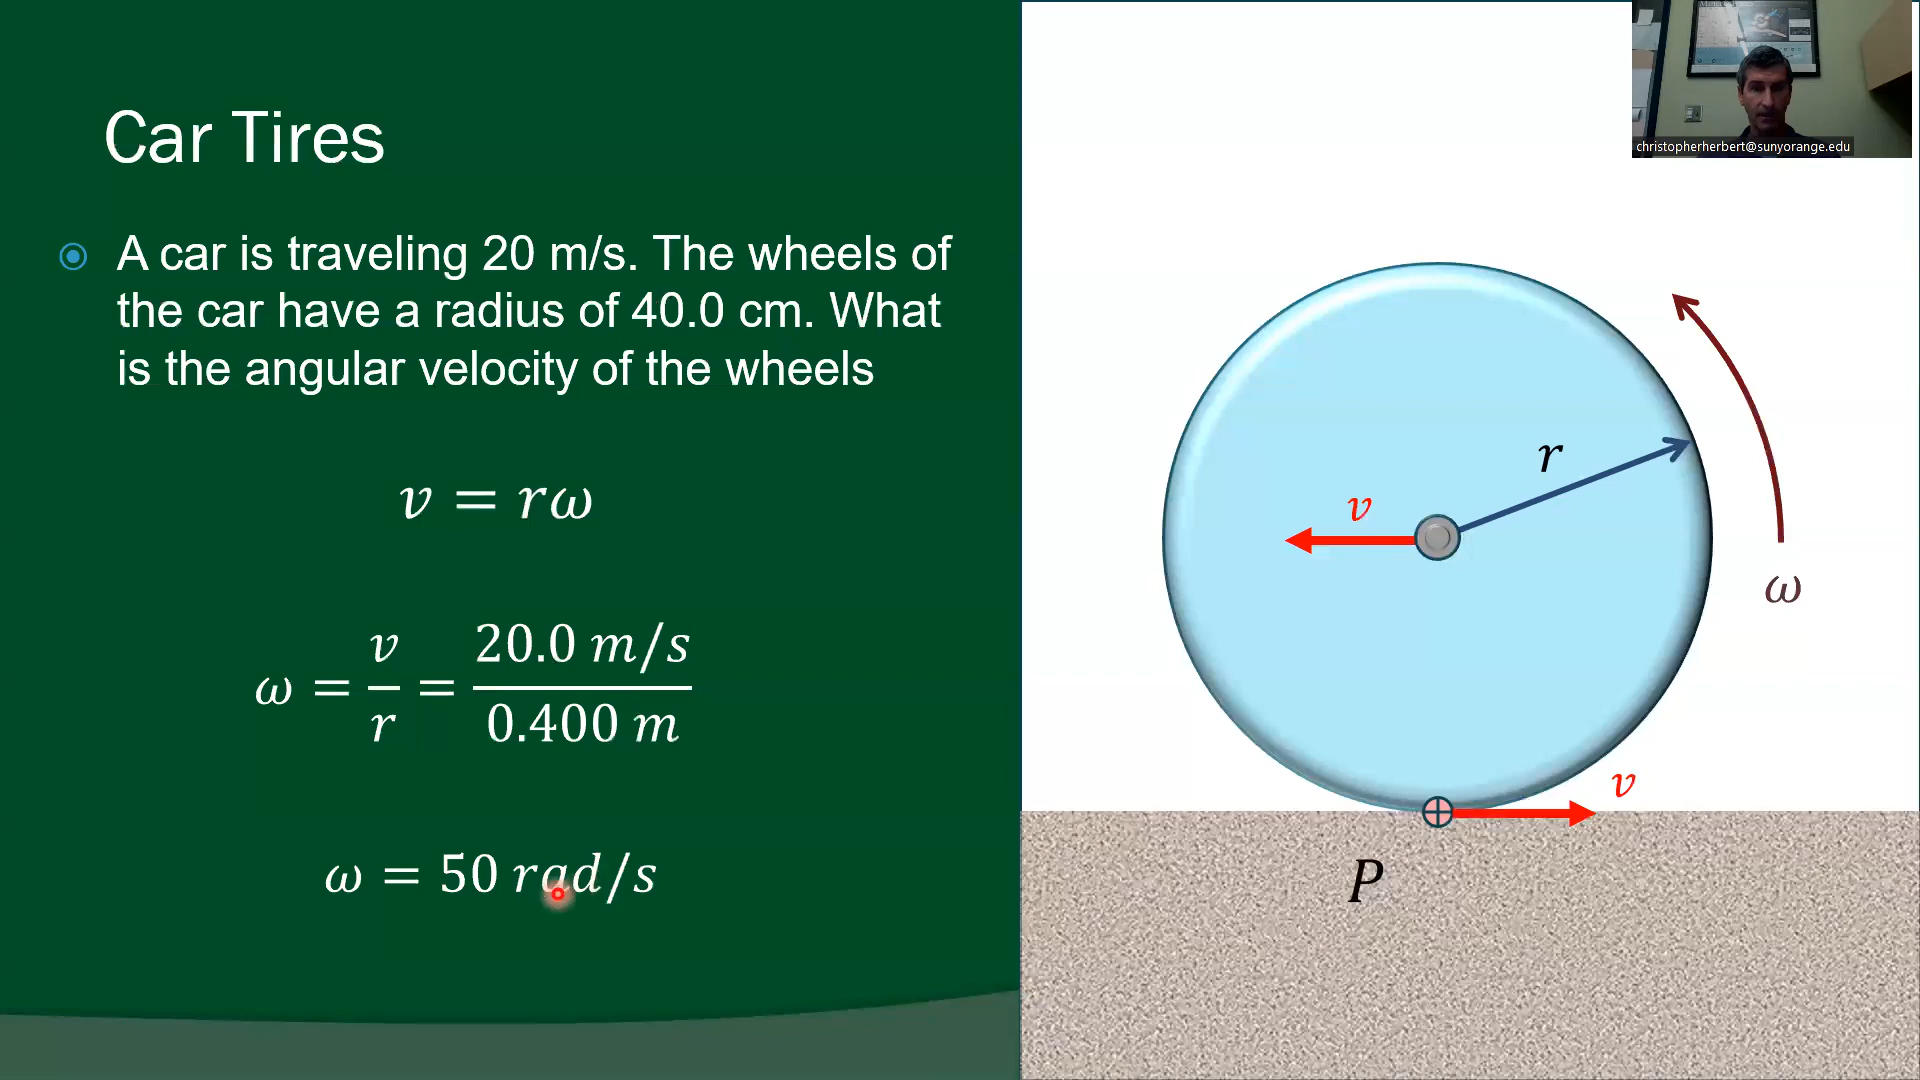 Car Tires
A car is traveling 20 m/s. The wheels of
the car have a radius of 40.0 cm. What
is the angular velocity of the wheels
v = rω
ω = v/r = 20.0 m/s / 0.400 m
ω = 50 rad/s
christopherherbert@sunyorange.edu
r
v
ω
v
P